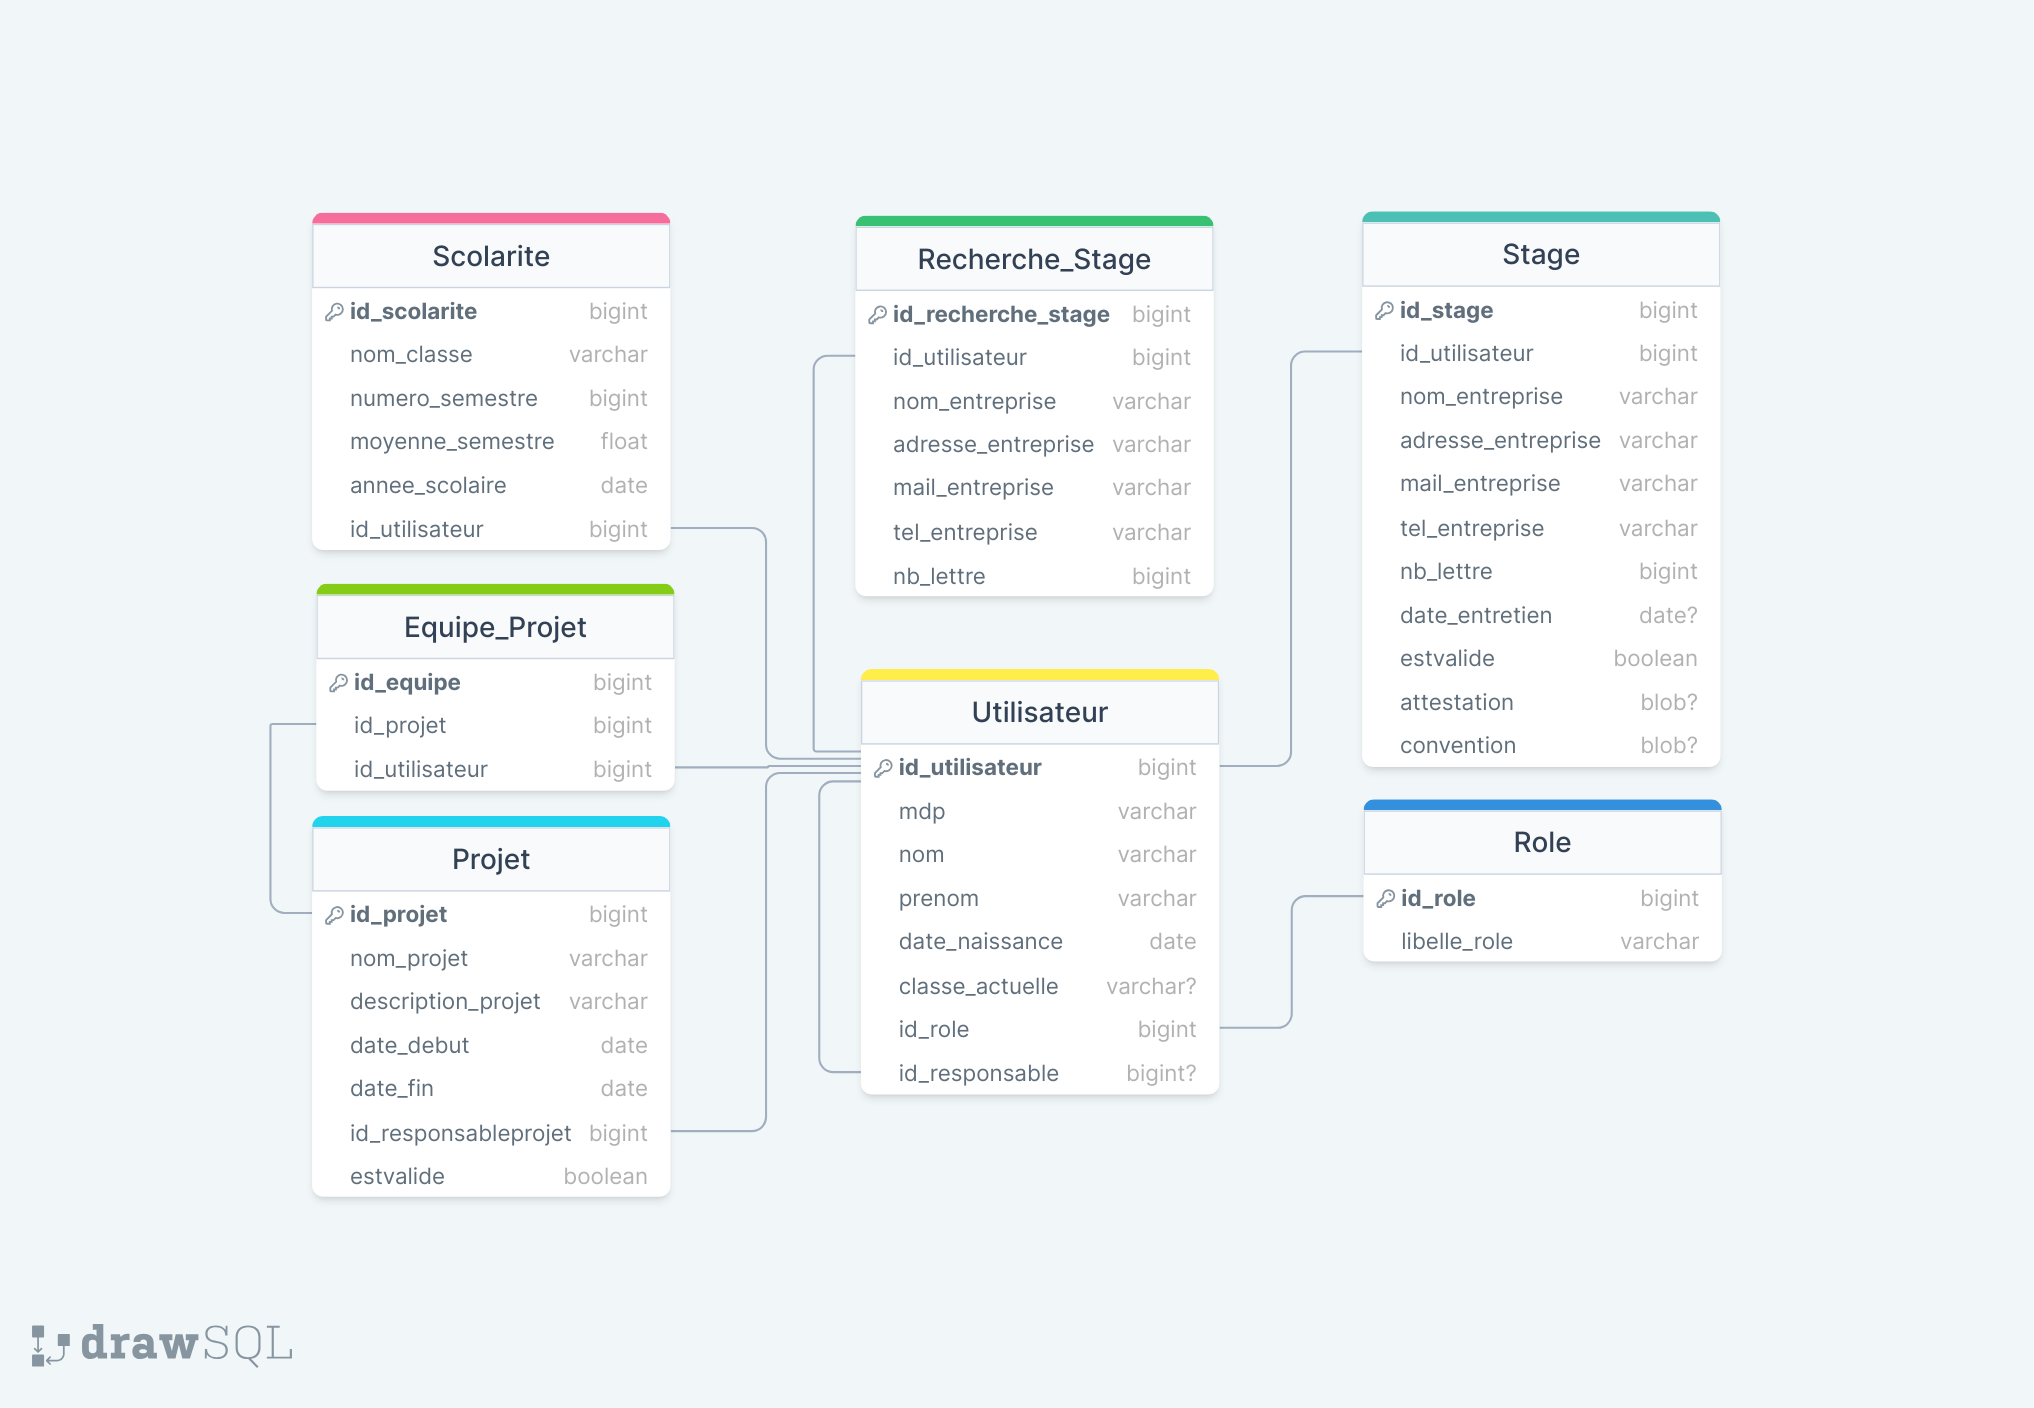 Scolarite
id_scolarite bigint
nom_classe varchar
numero_semestre bigint
moyenne_semestre float
annee_scolaire date
id_utilisateur bigint
Equipe_Projet
id_equipe bigint
id_projet bigint
id_utilisateur bigint
Projet
id_projet bigint
nom_projet varchar
description_projet varchar
date_debut date
date_fin date
id_responsableprojet bigint
estvalide boolean
Recherche_Stage
id_recherche_stage bigint
id_utilisateur bigint
nom_entreprise varchar
adresse_entreprise varchar
mail_entreprise varchar
tel_entreprise varchar
nb_lettre bigint
Utilisateur
id_utilisateur bigint
mdp varchar
nom varchar
prenom varchar
date_naissance date
classe_actuelle varchar?
id_role bigint
id_responsable bigint?
Stage
id_stage bigint
id_utilisateur bigint
nom_entreprise varchar
adresse_entreprise varchar
mail_entreprise varchar
tel_entreprise varchar
nb_lettre bigint
date_entretien date?
estvalide boolean
attestation blob?
convention blob?
Role
id_role bigint
libelle_role varchar
drawSQL